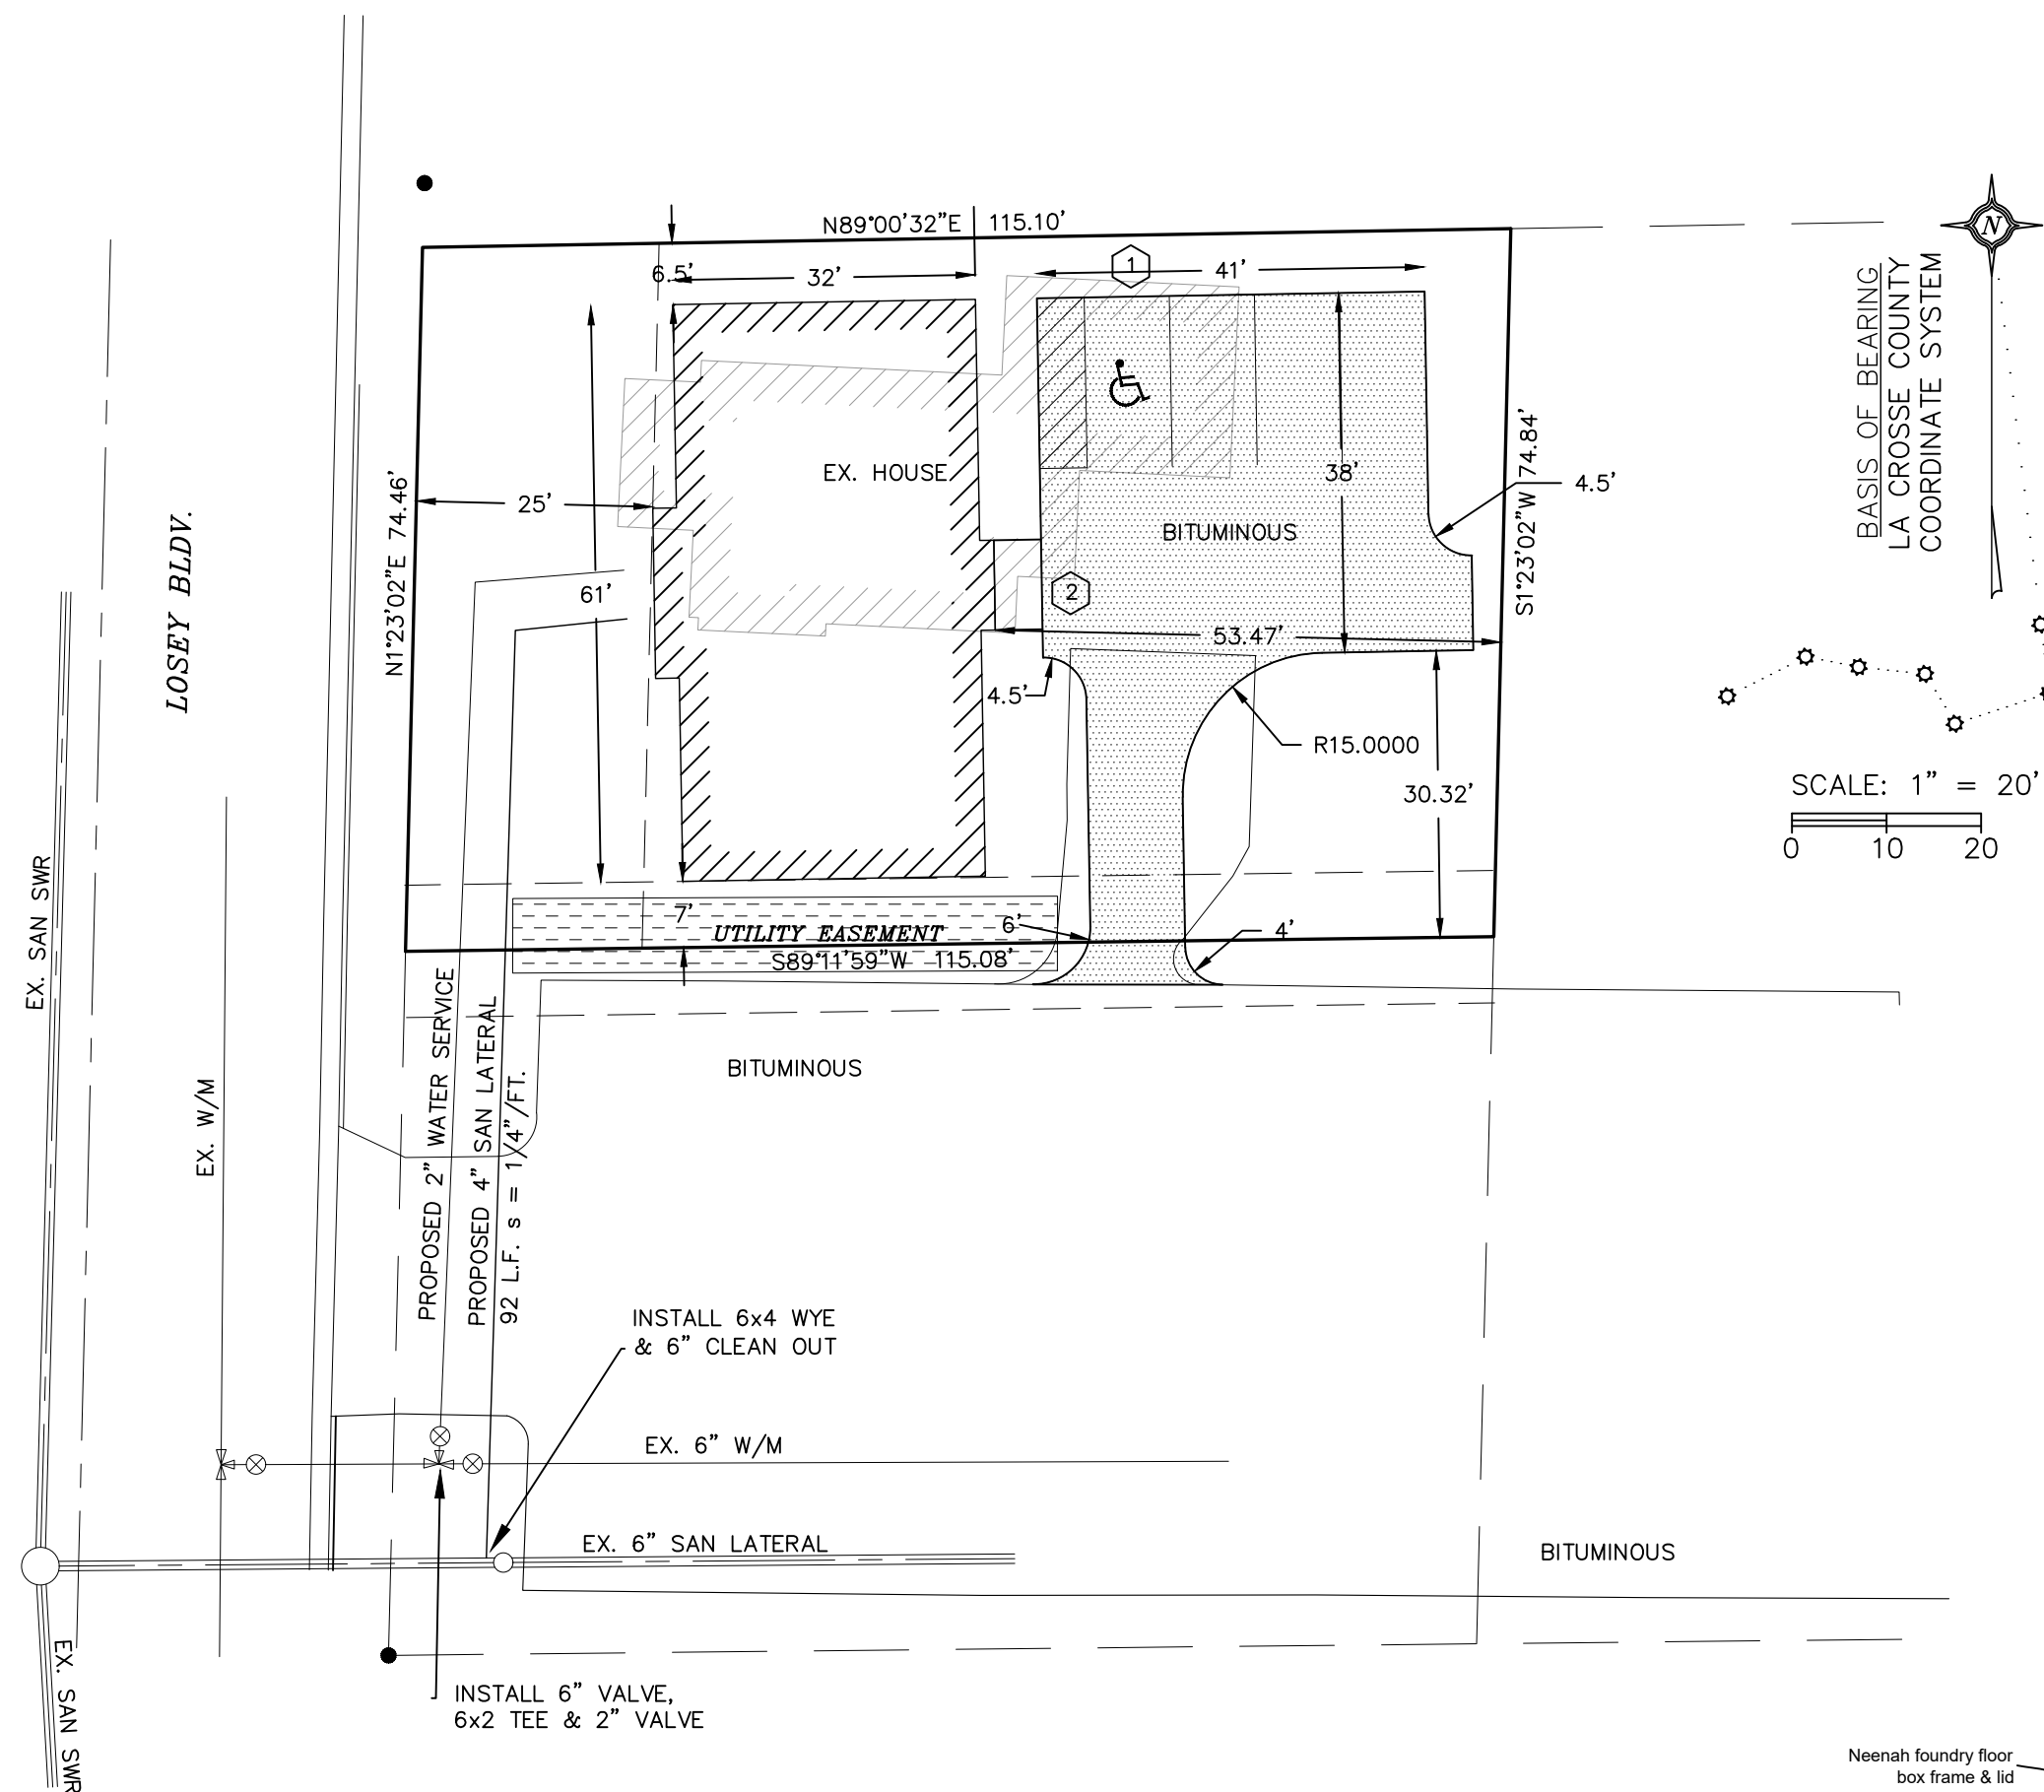 N89°00'32"E 115.10'
6.5'
32'
1
41'
N
BASIS OF BEARING
LA CROSSE COUNTY
COORDINATE SYSTEM
EX. HOUSE
38'
S1°23'02"W 74.84'
4.5'
25'
N1°23'02"E 74.46'
LOSEY BLDV.
BITUMINOUS
61'
2
53.47'
4.5'
R15.0000
30.32'
SCALE: 1" = 20'
0 10 20
EX. SAN SWR
7'
UTILITY EASEMENT
6'
4'
S89°11'59"W 115.08'
BITUMINOUS
EX. W/M
PROPOSED 2" WATER SERVICE
PROPOSED 4" SAN LATERAL
92 L.F. s = 1/4"/FT.
INSTALL 6x4 WYE
& 6" CLEAN OUT
EX. 6" W/M
EX. 6" SAN LATERAL
BITUMINOUS
EX. SAN SWR
INSTALL 6" VALVE,
6x2 TEE & 2" VALVE
Neenah foundry floor
box frame & lid